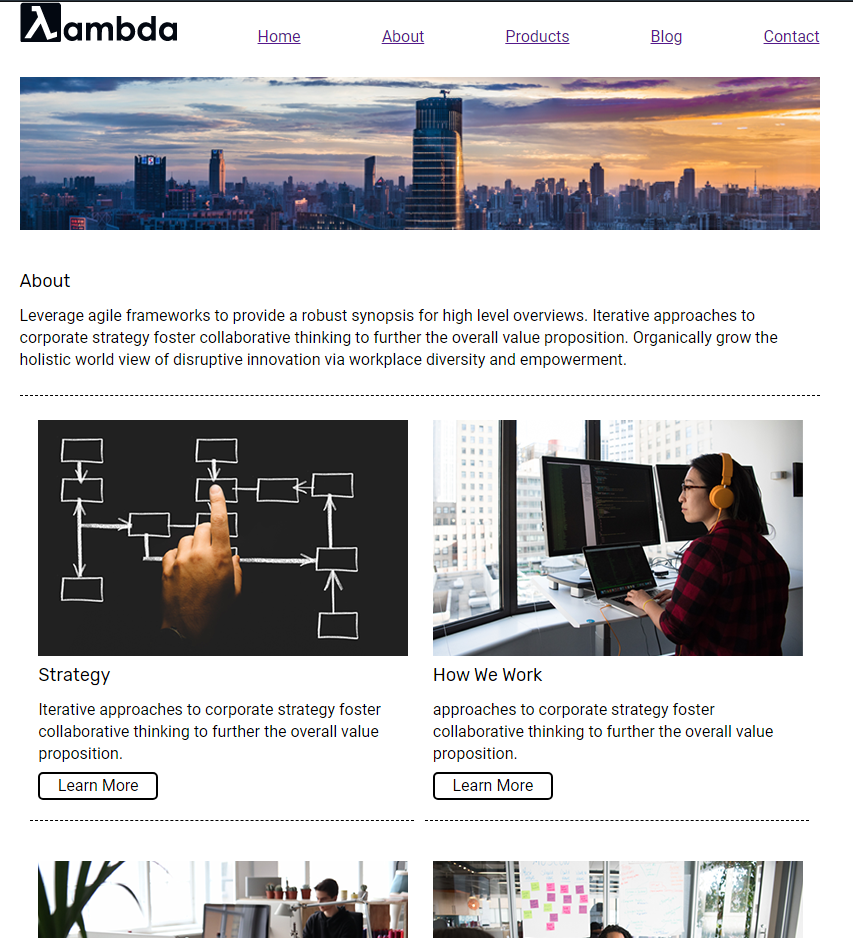 λambda
Home About Products Blog Contact
About
Leverage agile frameworks to provide a robust synopsis for high level overviews. Iterative approaches to
corporate strategy foster collaborative thinking to further the overall value proposition. Organically grow the
holistic world view of disruptive innovation via workplace diversity and empowerment.
Strategy
Iterative approaches to corporate strategy foster
collaborative thinking to further the overall value
proposition.
Learn More
How We Work
approaches to corporate strategy foster
collaborative thinking to further the overall value
proposition.
Learn More